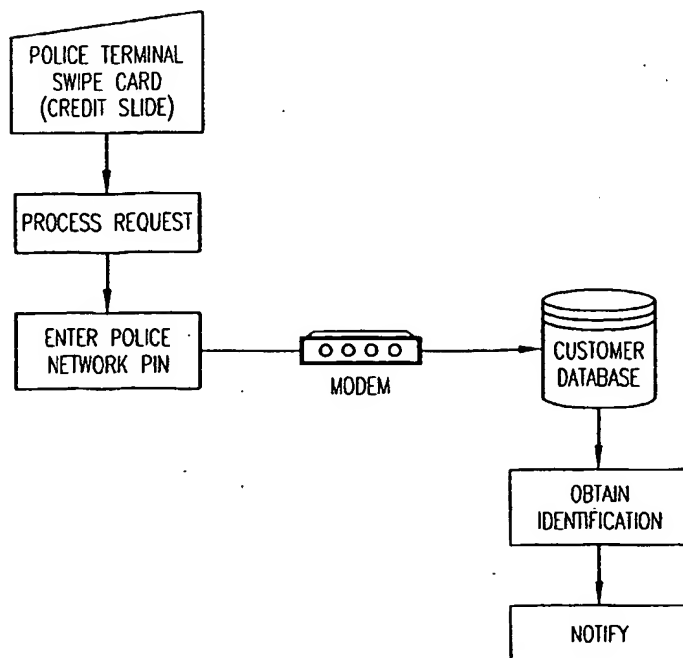 POLICE TERMINAL
SWIPE CARD
(CREDIT SLIDE)
PROCESS REQUEST
ENTER POLICE
NETWORK PIN
MODEM
CUSTOMER
DATABASE
OBTAIN
IDENTIFICATION
NOTIFY